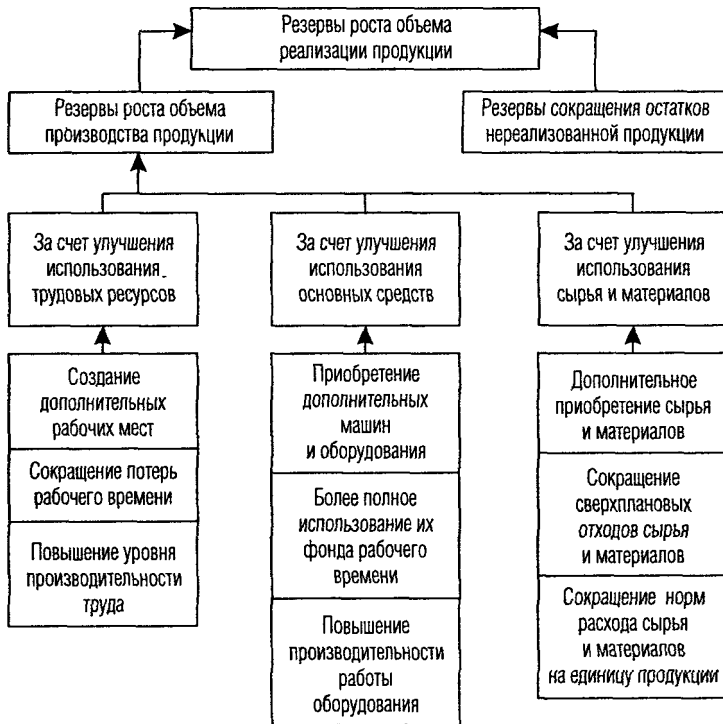 Резервы роста объема
реализации продукции
Резервы роста объема
производства продукции
Резервы сокращения остатков
нереализованной продукции
За счет улучшения
использования
трудовых ресурсов
За счет улучшения
использования
основных средств
За счет улучшения
использования
сырья и материалов
Создание
дополнительных
рабочих мест
Сокращение потерь
рабочего времени
Повышение уровня
производительности
труда
Приобретение
дополнительных
машин
и оборудования
Более полное
использование их
фонда рабочего
времени
Повышение
производительности
работы
оборудования
Дополнительное
приобретение сырья
и материалов
Сокращение
сверхплановых
отходов сырья
и материалов
Сокращение норм
расхода сырья
и материалов
на единицу продукции